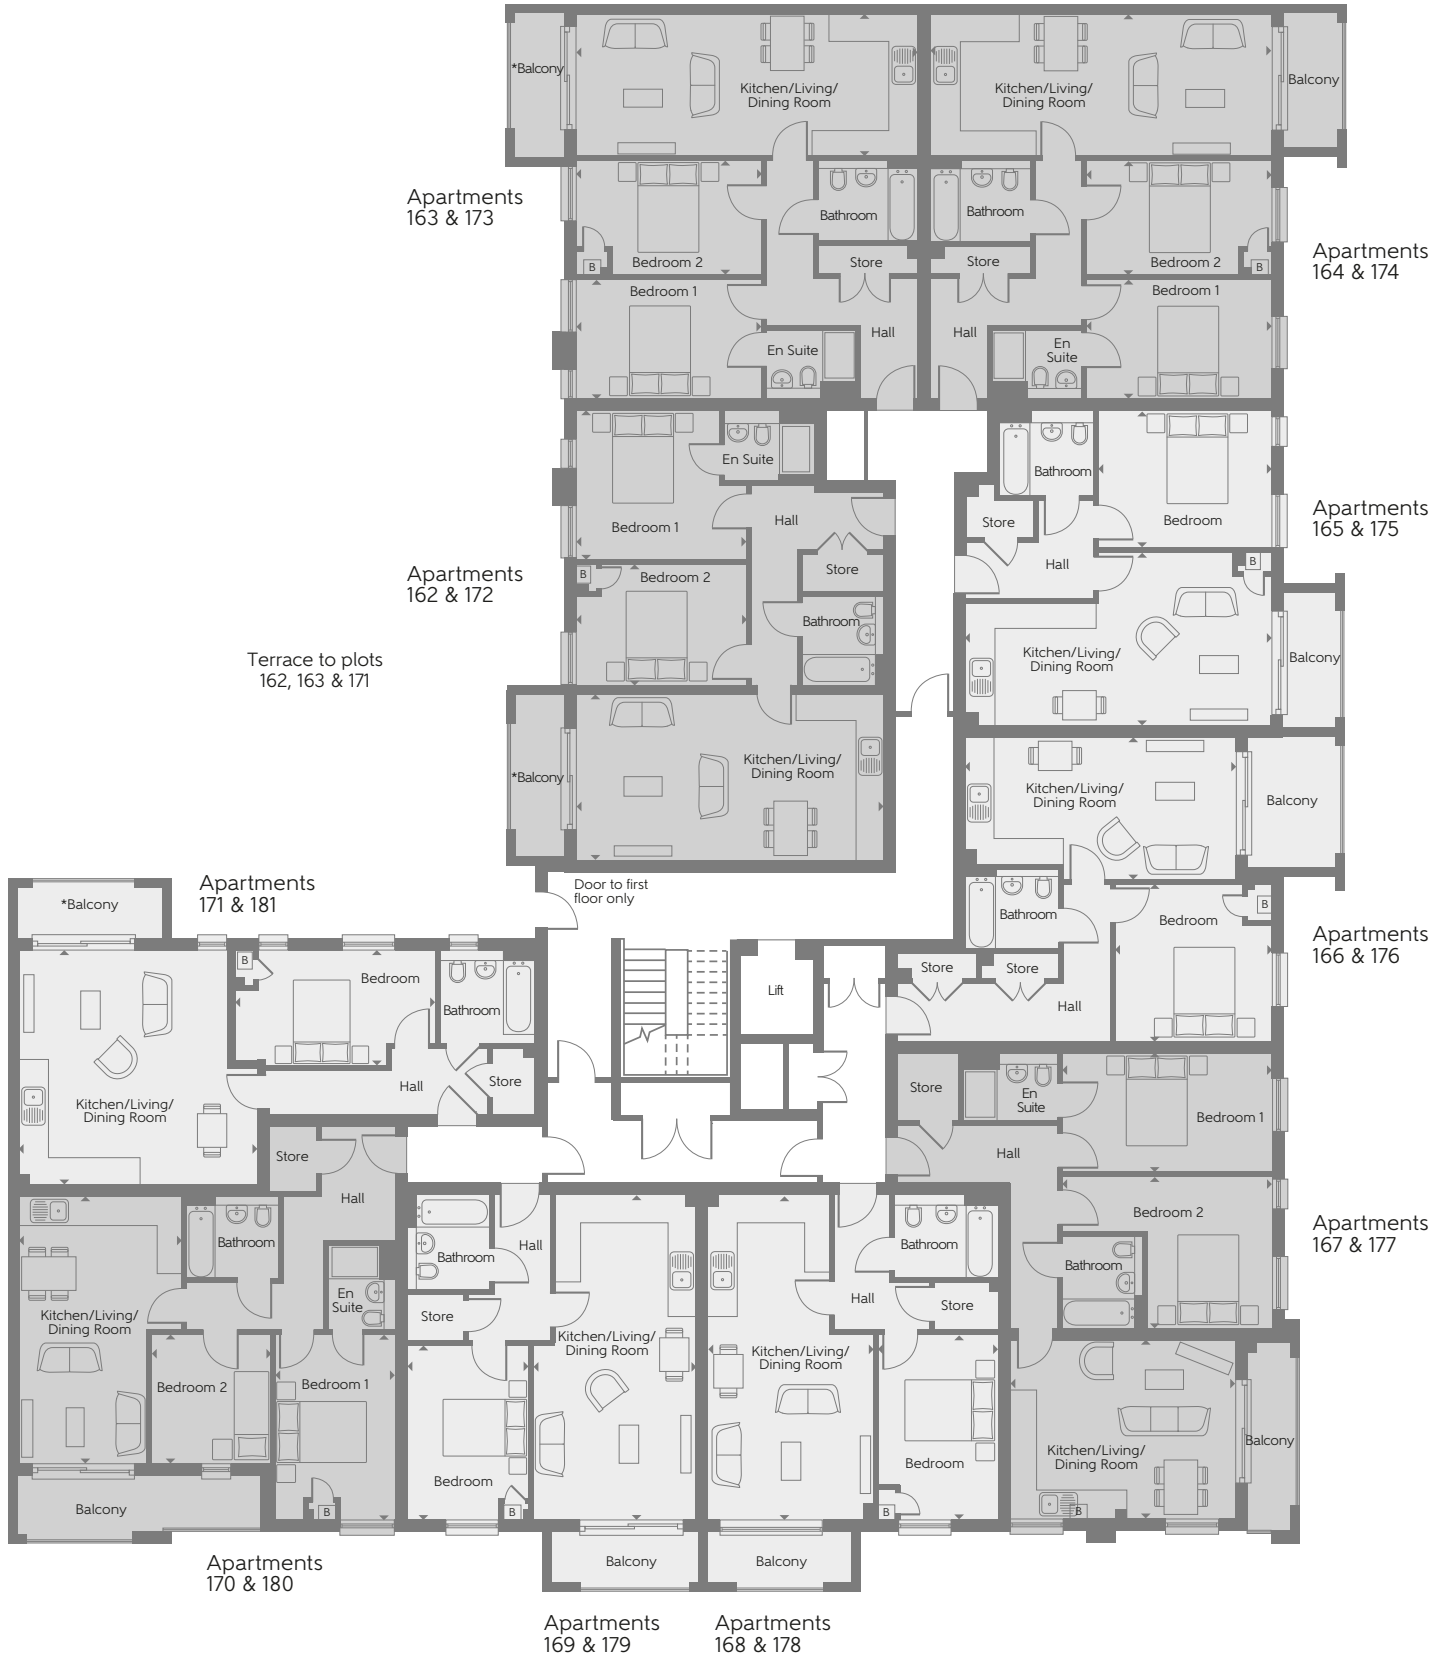 *Balcony
Kitchen/Living/
Dining Room
Kitchen/Living/
Dining Room
Balcony
Apartments
163 & 173
Bedroom 2
B
Bathroom
Store
Bathroom
Store
Bedroom 2
B
Apartments
164 & 174
Bedroom 1
En Suite
Hall
Hall
En
Suite
Bedroom 1
Apartments
162 & 172
Bedroom 1
En Suite
Hall
Store
B
Bedroom 2
Bathroom
Bathroom
Bedroom
Store
Hall
B
Apartments
165 & 175
Kitchen/Living/
Dining Room
Balcony
Terrace to plots
162, 163 & 171
*Balcony
Kitchen/Living/
Dining Room
Kitchen/Living/
Dining Room
Balcony
Door to first
floor only
Apartments
171 & 181
*Balcony
B
Bedroom
Bathroom
Hall
Store
Kitchen/Living/
Dining Room
Lift
Bathroom
Bedroom
B
Store
Store
Hall
Apartments
166 & 176
Store
En
Suite
Bedroom 1
Hall
Bedroom 2
Bathroom
Apartments
167 & 177
Kitchen/Living/
Dining Room
B
Balcony
Store
Hall
Bathroom
En
Suite
Kitchen/Living/
Dining Room
Bedroom 2
Bedroom 1
B
Balcony
Apartments
170 & 180
Bathroom
Hall
Store
Kitchen/Living/
Dining Room
Bedroom
B
Balcony
Apartments
169 & 179
Bathroom
Hall
Store
Kitchen/Living/
Dining Room
Bedroom
B
Balcony
Apartments
168 & 178